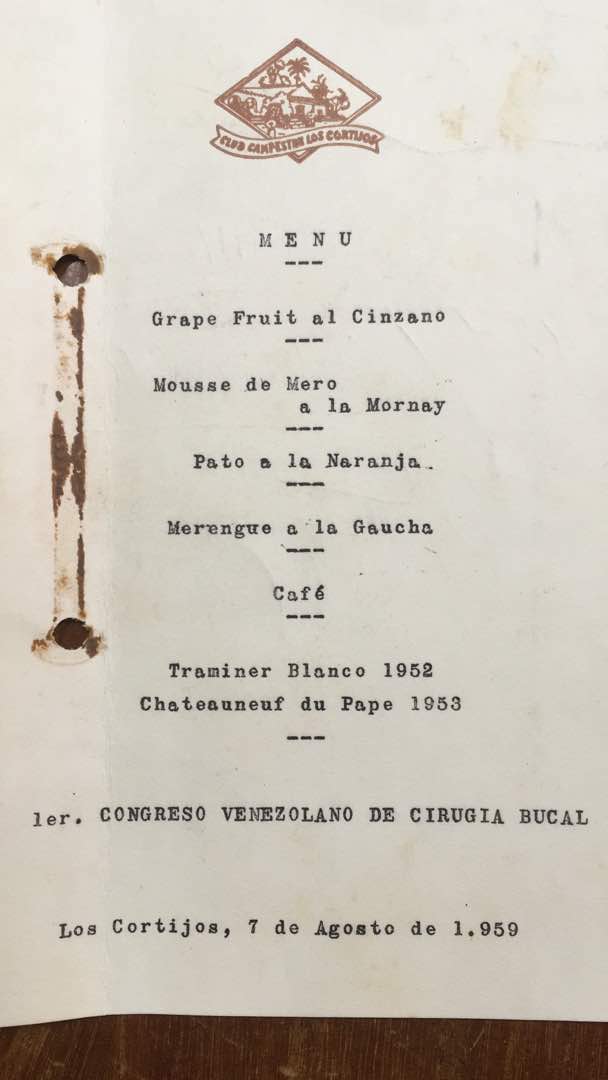 CLUB CAMPESTRE LOS CORTIJOS
MENU
Grape Fruit al Cinzano
Mousse de Mero
a la Mornay
Pato a la Naranja.
Merengue a la Gaucha
Café
Traminer Blanco 1952
Chateauneuf du Pape 1953
1er. CONGRESO VENEZOLANO DE CIRUGIA BUCAL
Los Cortijos, 7 de Agosto de 1.959